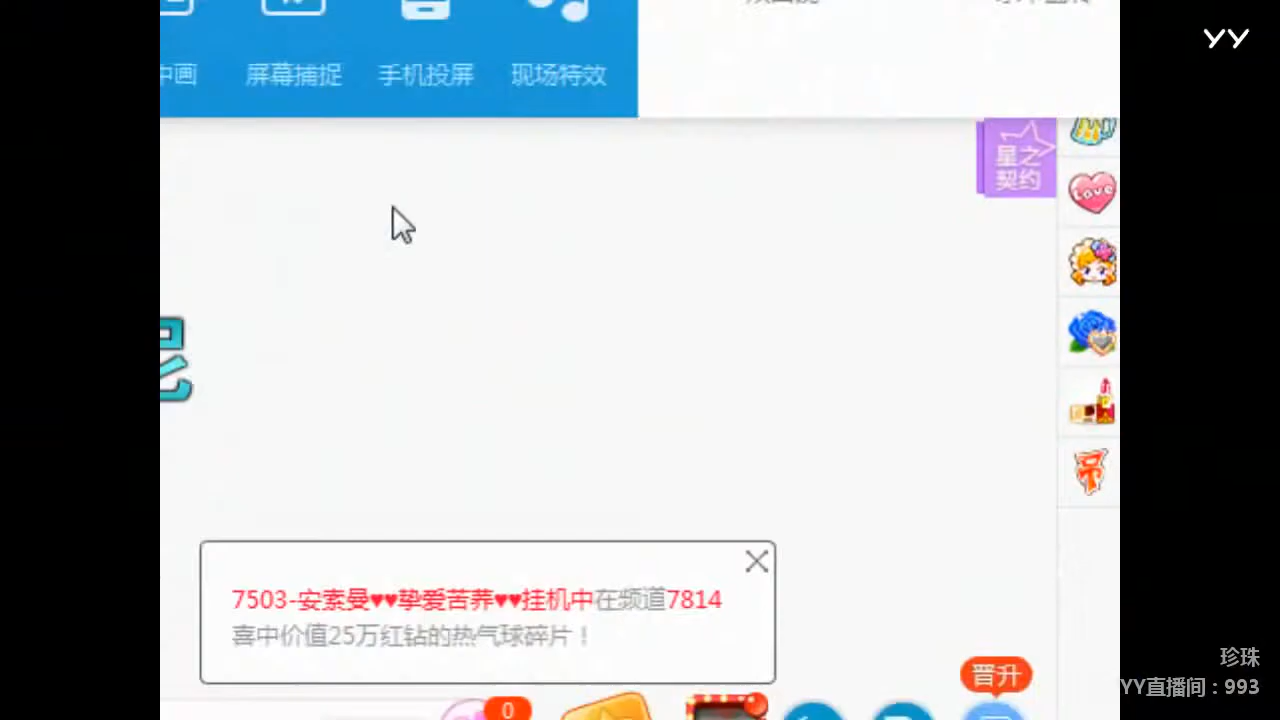 YY
中画 屏幕捕捉 手机投屏 现场特效
星之
契约
Love
吊
7503-安素曼♥♥挚爱苦荞♥♥挂机中在频道7814
喜中价值25万红钻的热气球碎片！
晋升
0
珍珠
YY直播间：993